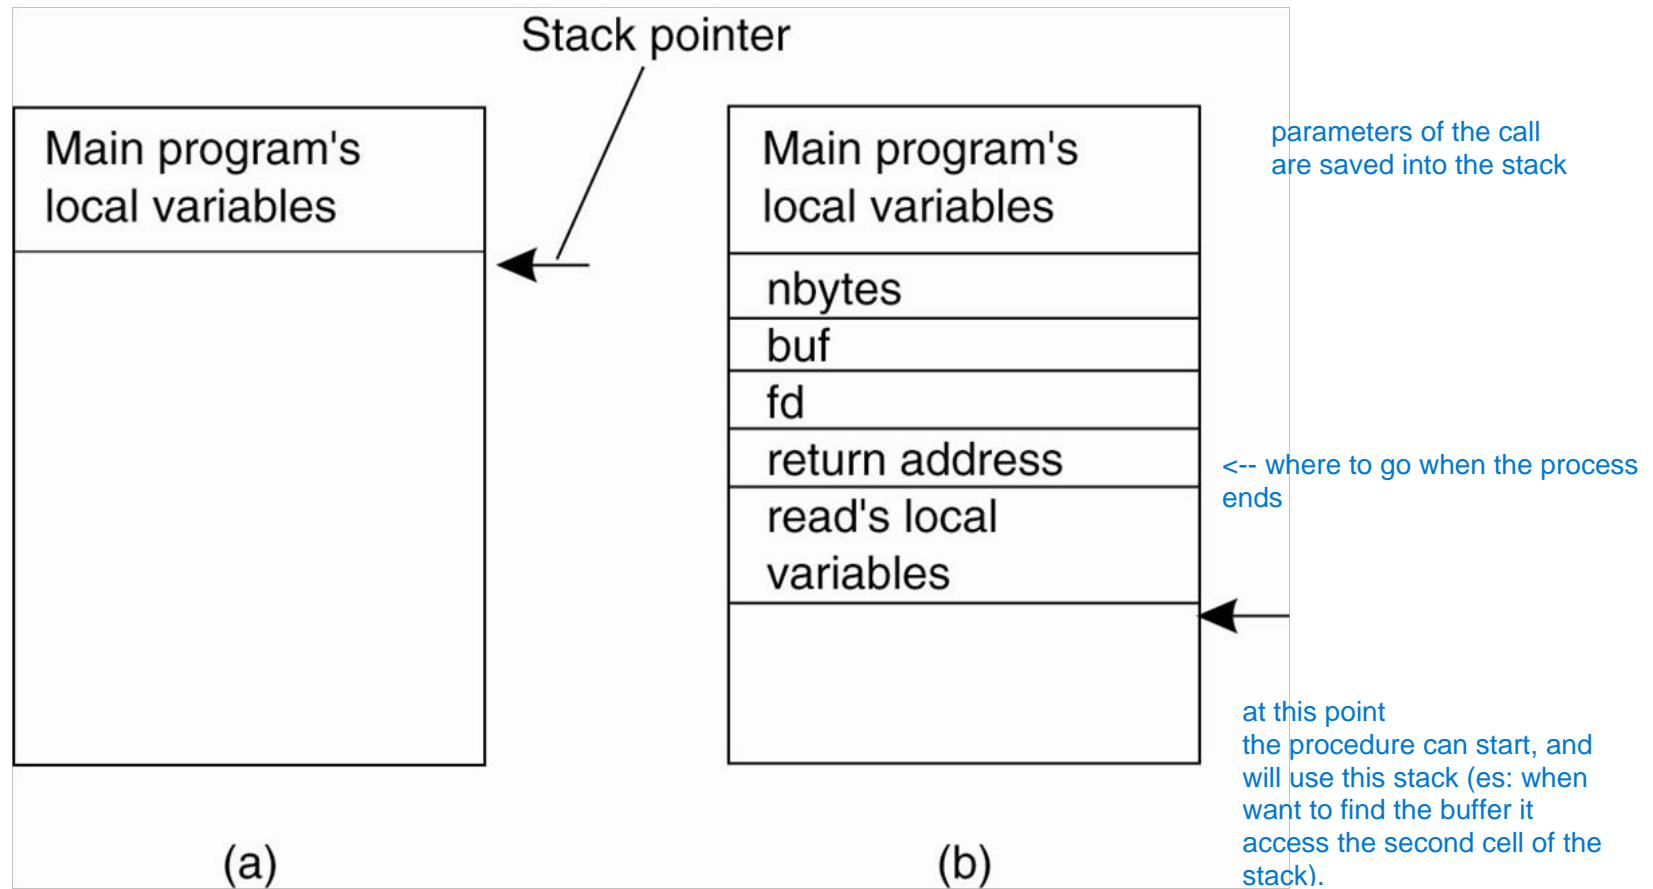 Stack pointer
Main program's
local variables
(a)
Main program's
local variables
nbytes
buf
fd
return address
read's local
variables
(b)
parameters of the call
are saved into the stack
<-- where to go when the process
ends
at this point
the procedure can start, and
will use this stack (es: when
want to find the buffer it
access the second cell of the
stack).